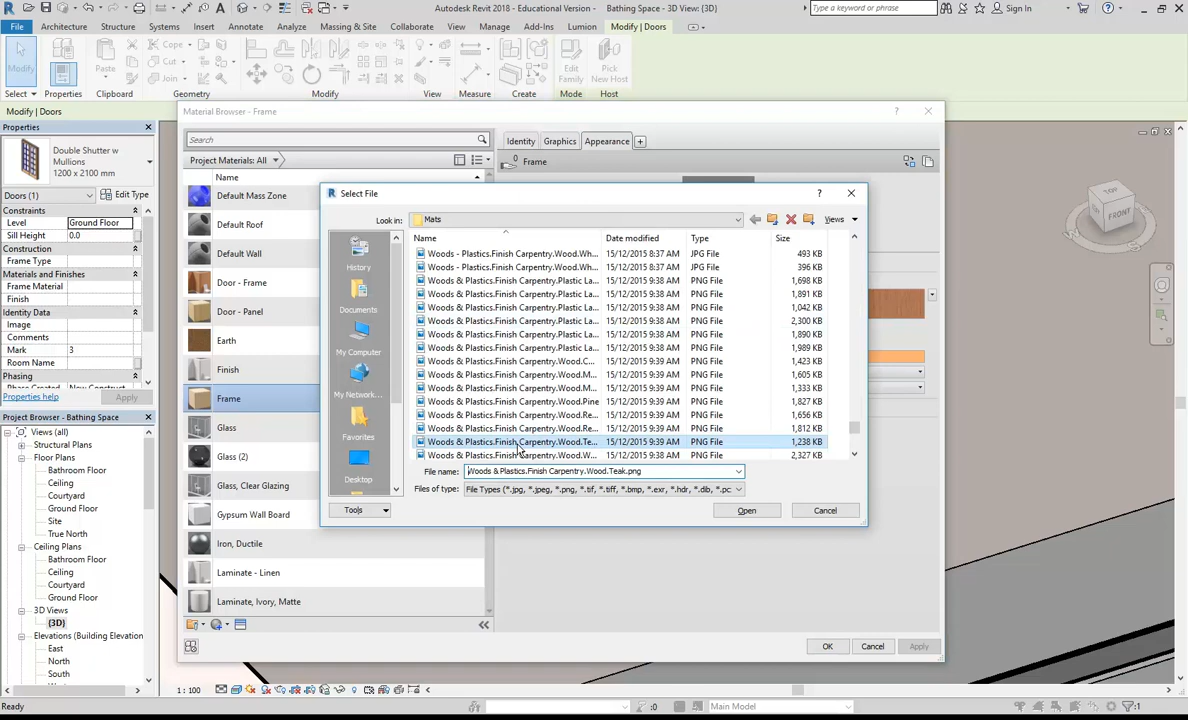 Autodesk Revit 2018 - Educational Version - Bathing Space - 3D View: {3D}
Type a keyword or phrase
Sign In
File Architecture Structure Systems Insert Annotate Analyze Massing & Site Collaborate View Manage Add-Ins Lumion Modify | Doors
Modify
Paste
Cope
Cut
Join
Edit Family
Pick New Host
Select Properties Clipboard Geometry Modify View Measure Create Mode Host
Modify | Doors
Properties
Double Shutter w Mullions
1200 x 2100 mm
Doors (1) Edit Type
Constraints
Level Ground Floor
Sill Height 0.0
Construction
Frame Type
Materials and Finishes
Frame Material
Finish
Identity Data
Image
Comments
Mark 3
Room Name
Phasing
Phase Created New Construct
Properties help Apply
Project Browser - Bathing Space
Views (all)
Structural Plans
Bathroom Floor
Ceiling
Courtyard
Ground Floor
Site
True North
Ceiling Plans
Bathroom Floor
Ceiling
Courtyard
Ground Floor
3D Views
{3D}
Elevations (Building Elevation
East
North
South
Material Browser - Frame
Search
Project Materials: All
Name
Default Mass Zone
Default Roof
Default Wall
Door - Frame
Door - Panel
Earth
Finish
Frame
Glass
Glass (2)
Glass, Clear Glazing
Gypsum Wall Board
Iron, Ductile
Laminate - Linen
Laminate, Ivory, Matte
Identity Graphics Appearance
0 Frame
OK Cancel Apply
Select File
Look in: Mats Views
History
Documents
My Computer
My Network...
Favorites
Desktop
Name Date modified Type Size
Woods - Plastics.Finish Carpentry.Wood.Wh... 15/12/2015 8:37 AM JPG File 493 KB
Woods - Plastics.Finish Carpentry.Wood.Wh... 15/12/2015 8:37 AM JPG File 396 KB
Woods & Plastics.Finish Carpentry.Plastic La... 15/12/2015 9:38 AM PNG File 1,698 KB
Woods & Plastics.Finish Carpentry.Plastic La... 15/12/2015 9:38 AM PNG File 1,891 KB
Woods & Plastics.Finish Carpentry.Plastic La... 15/12/2015 9:38 AM PNG File 1,042 KB
Woods & Plastics.Finish Carpentry.Plastic La... 15/12/2015 9:38 AM PNG File 2,300 KB
Woods & Plastics.Finish Carpentry.Plastic La... 15/12/2015 9:38 AM PNG File 1,890 KB
Woods & Plastics.Finish Carpentry.Plastic La... 15/12/2015 9:38 AM PNG File 1,989 KB
Woods & Plastics.Finish Carpentry.Wood.C... 15/12/2015 9:39 AM PNG File 1,423 KB
Woods & Plastics.Finish Carpentry.Wood.M... 15/12/2015 9:39 AM PNG File 1,605 KB
Woods & Plastics.Finish Carpentry.Wood.M... 15/12/2015 9:39 AM PNG File 1,333 KB
Woods & Plastics.Finish Carpentry.Wood.Pine 15/12/2015 9:39 AM PNG File 1,827 KB
Woods & Plastics.Finish Carpentry.Wood.Re... 15/12/2015 9:39 AM PNG File 1,656 KB
Woods & Plastics.Finish Carpentry.Wood.Re... 15/12/2015 9:39 AM PNG File 1,812 KB
Woods & Plastics.Finish Carpentry.Wood.Te... 15/12/2015 9:39 AM PNG File 1,238 KB
Woods & Plastics.Finish Carpentry.Wood.W... 15/12/2015 9:39 AM PNG File 2,327 KB
File name: Woods & Plastics.Finish Carpentry.Wood.Teak.png
Files of type: File Types (*.jpg, *.jpeg, *.png, *.tif, *.tiff, *.bmp, *.exr, *.hdr, *.dib, *.pc
Tools Open Cancel
FRONT
1 : 100
Ready :0 Main Model :1